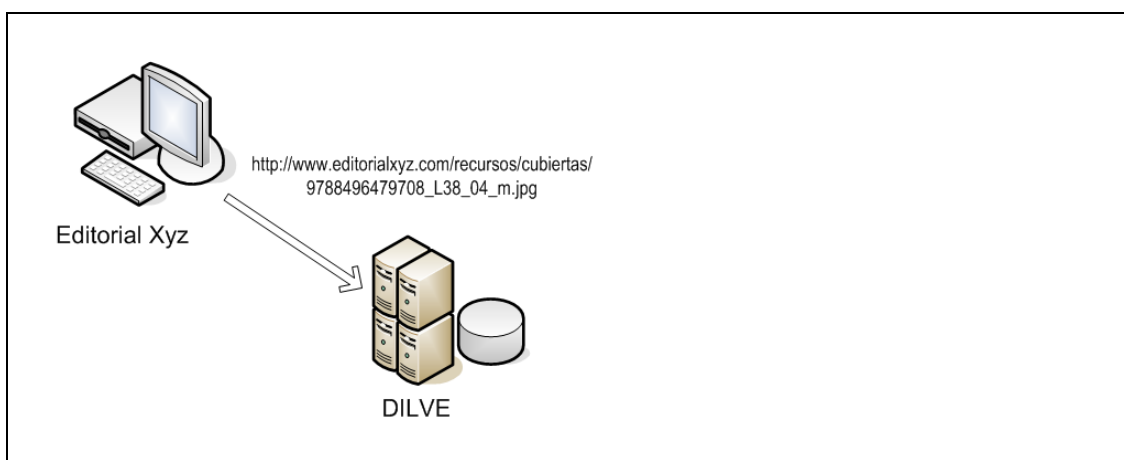 http://www.editorialxyz.com/recursos/cubiertas/
9788496479708_L38_04_m.jpg
Editorial Xyz
DILVE